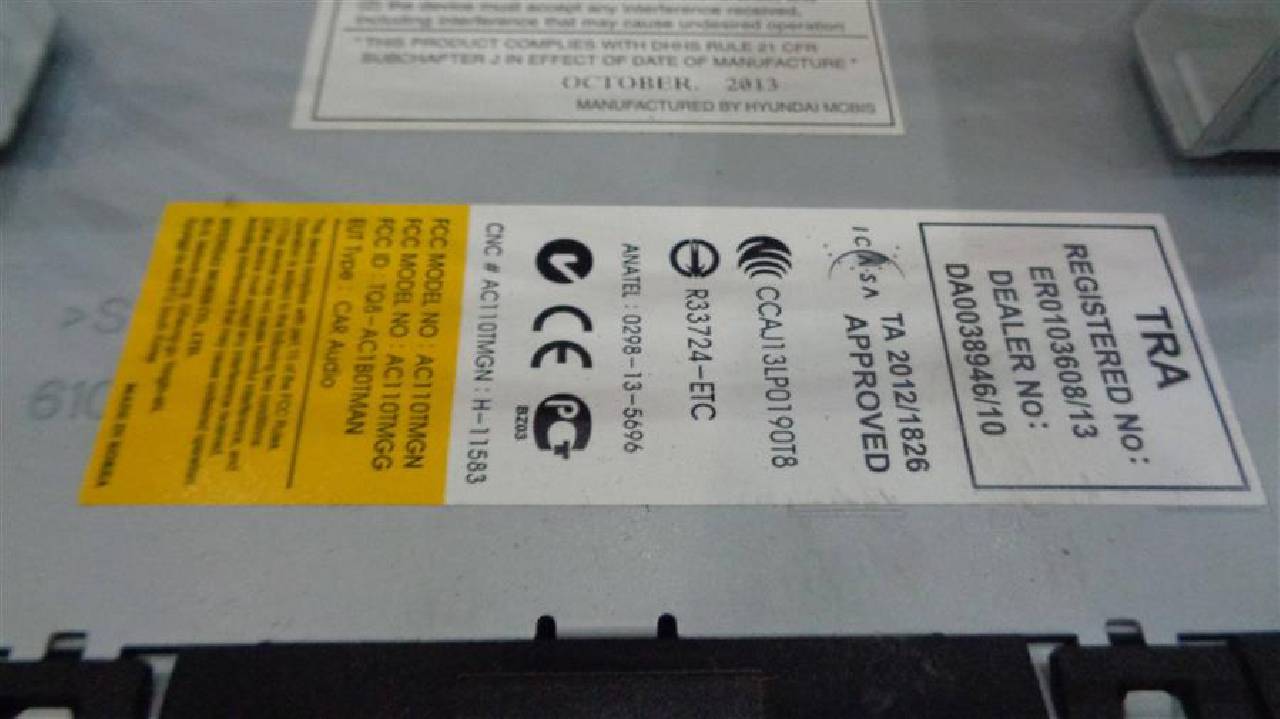 (2) the device must accept any interference received,
including interference that may cause undesired operation
"THIS PRODUCT COMPLIES WITH DHHS RULE 21 CFR
SUBCHAPTER J IN EFFECT OF DATE OF MANUFACTURE"
OCTOBER. 2013
MANUFACTURED BY HYUNDAI MOBIS
TRA
REGISTERED No:
ER0103608/13
DEALER No:
DA0038946/10
ICASA TA 2012/1826
APPROVED
CCAJ13LP0190T8
R33724-ETC
ANATEL : 0298-13-5696
CE PCT
BZ03
CNC # AC110TMGN : H-11583
FCC MODEL NO : AC110TMGN
FCC MODEL NO : AC110TMGG
FCC ID : TQ8-AC1B0TMAN
EUT Type : CAR Audio
MADE IN KOREA
>S
610